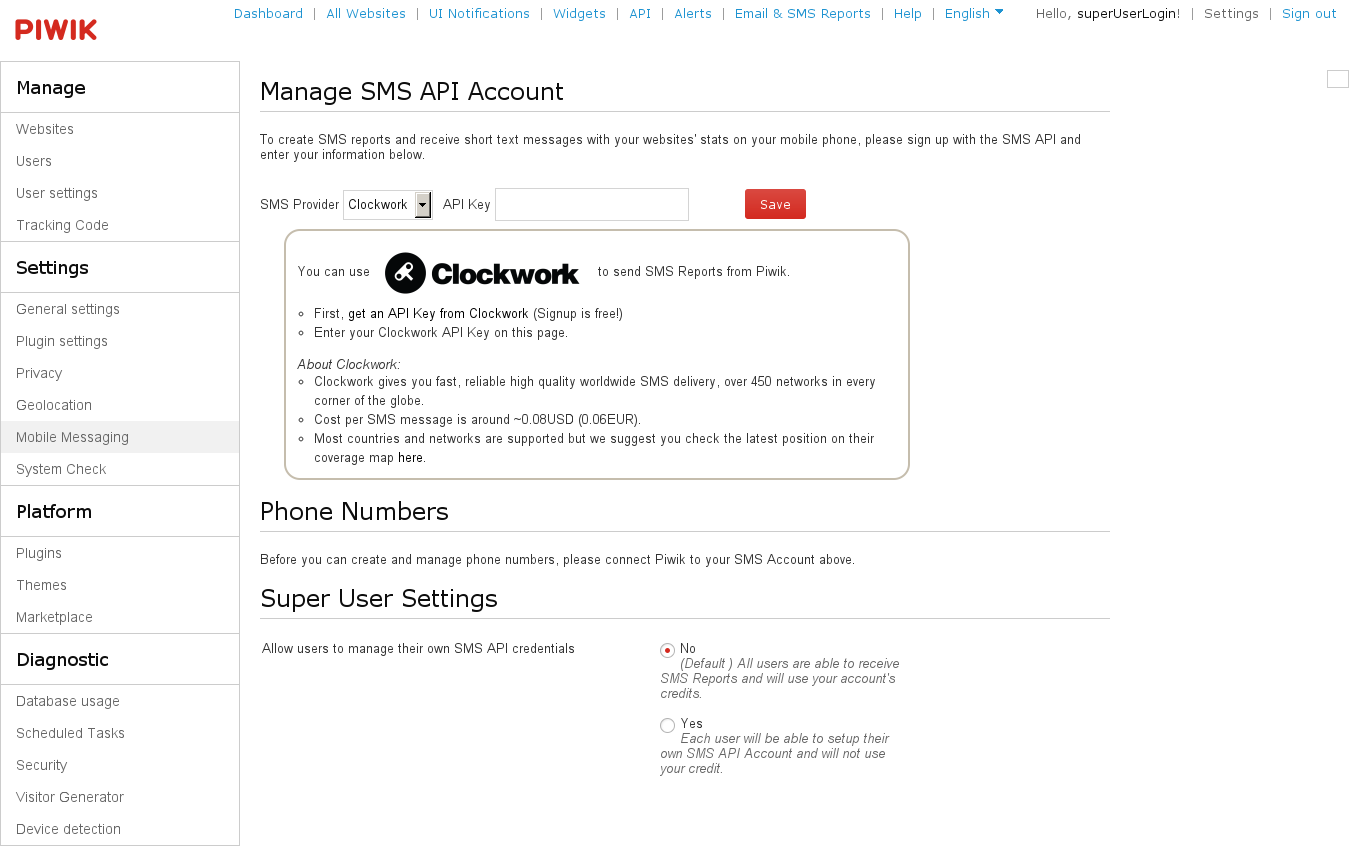 PIWIK
Dashboard | All Websites | UI Notifications | Widgets | API | Alerts | Email & SMS Reports | Help | English
Hello, superUserLogin! | Settings | Sign out
Manage
Websites
Users
User settings
Tracking Code
Settings
General settings
Plugin settings
Privacy
Geolocation
Mobile Messaging
System Check
Platform
Plugins
Themes
Marketplace
Diagnostic
Database usage
Scheduled Tasks
Security
Visitor Generator
Device detection
Manage SMS API Account
To create SMS reports and receive short text messages with your websites' stats on your mobile phone, please sign up with the SMS API and
enter your information below.
SMS Provider Clockwork API Key Save
You can use Clockwork to send SMS Reports from Piwik.
First, get an API Key from Clockwork (Signup is free!)
Enter your Clockwork API Key on this page.
About Clockwork:
Clockwork gives you fast, reliable high quality worldwide SMS delivery, over 450 networks in every
corner of the globe.
Cost per SMS message is around ~0.08USD (0.06EUR).
Most countries and networks are supported but we suggest you check the latest position on their
coverage map here.
Phone Numbers
Before you can create and manage phone numbers, please connect Piwik to your SMS Account above.
Super User Settings
Allow users to manage their own SMS API credentials
No
(Default ) All users are able to receive
SMS Reports and will use your account's
credits.
Yes
Each user will be able to setup their
own SMS API Account and will not use
your credit.